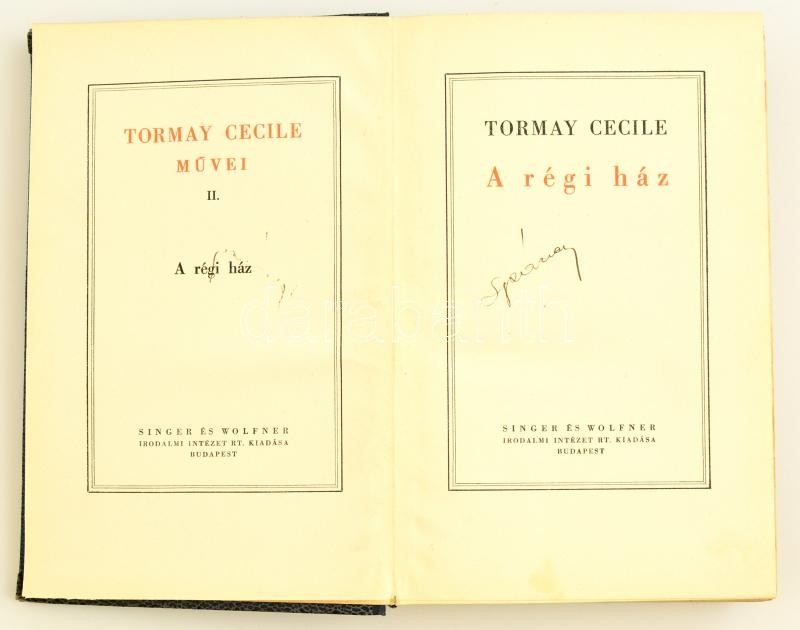 TORMAY CECILE
MŰVEI
II.
A régi ház
SINGER ÉS WOLFNER
IRODALMI INTÉZET RT. KIADÁSA
BUDAPEST
TORMAY CECILE
A régi ház
SINGER ÉS WOLFNER
IRODALMI INTÉZET RT. KIADÁSA
BUDAPEST
darabanth